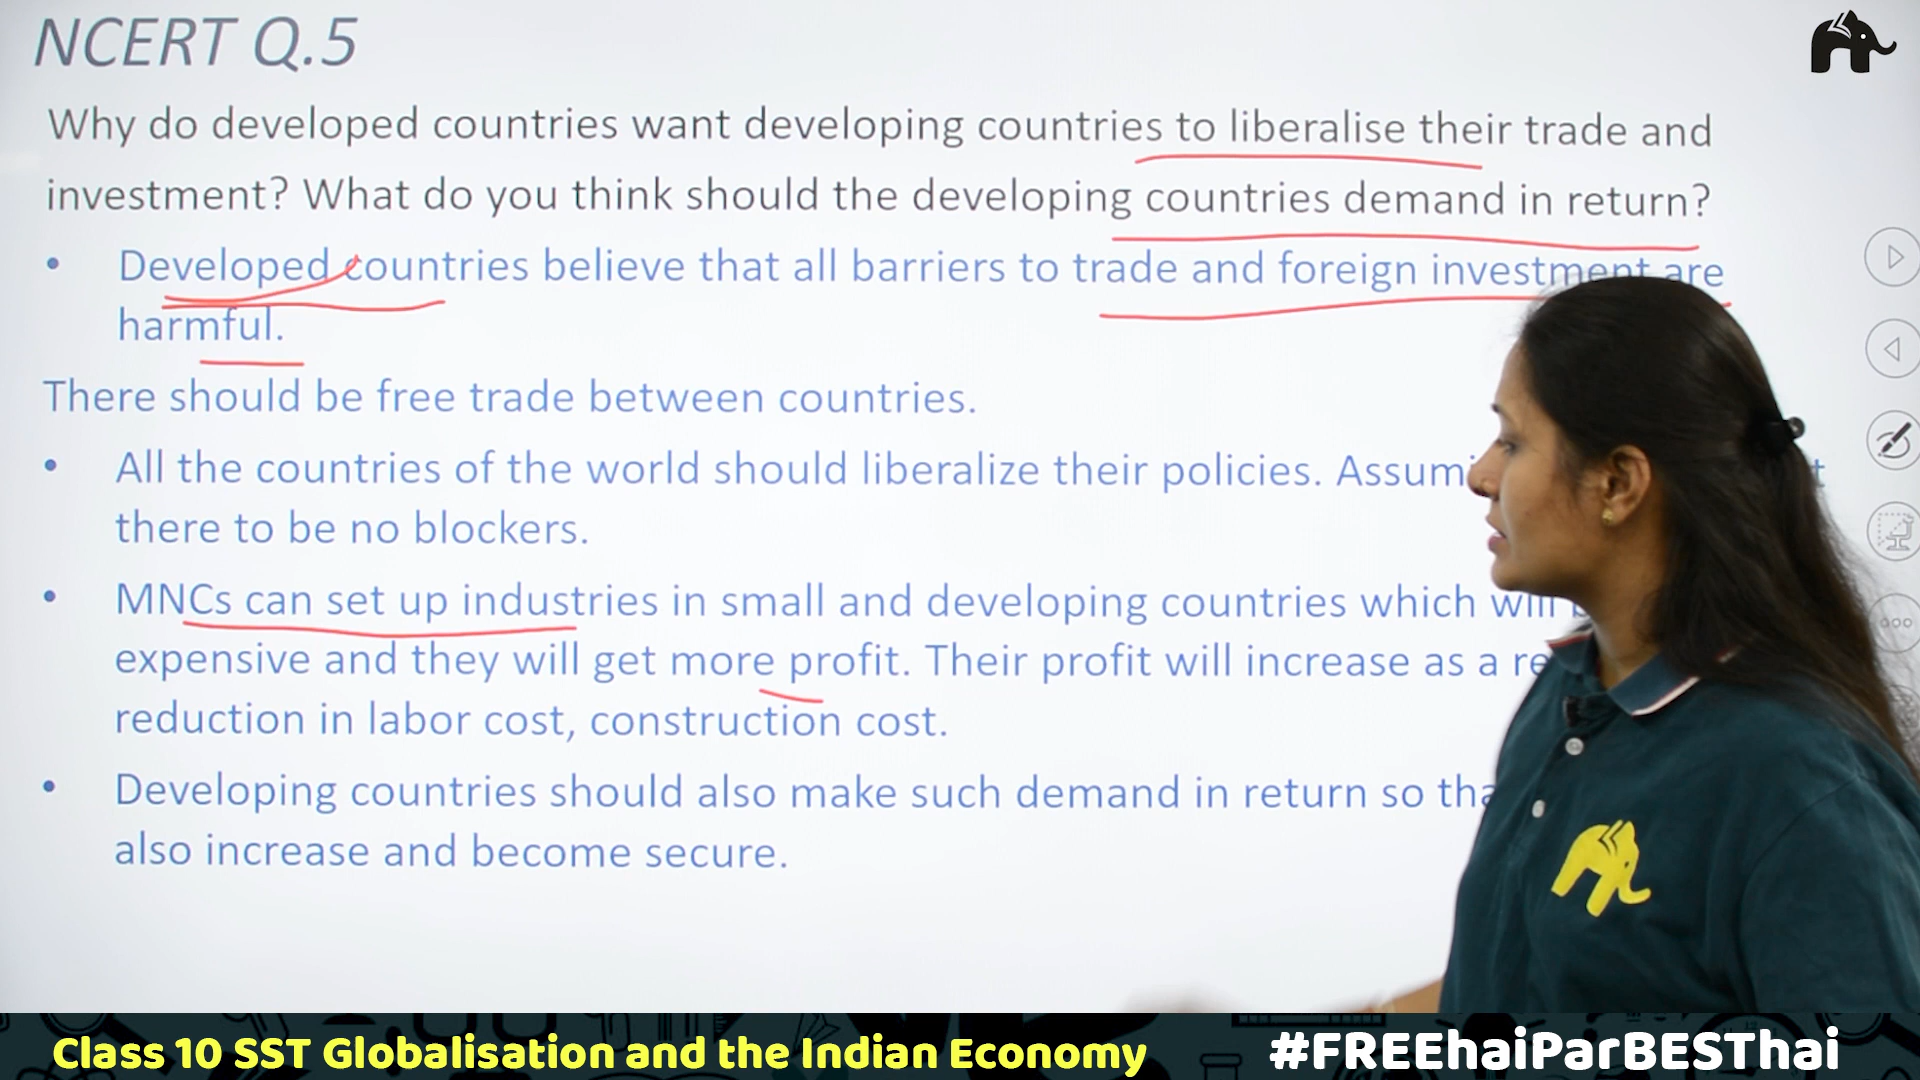 NCERT Q.5
Why do developed countries want developing countries to liberalise their trade and
investment? What do you think should the developing countries demand in return?
• Developed countries believe that all barriers to trade and foreign investment are
harmful.
There should be free trade between countries.
• All the countries of the world should liberalize their policies.
there to be no blockers.
• MNCs can set up industries in small and developing countries which will
expensive and they will get more profit. Their profit will increase as a
reduction in labor cost, construction cost.
• Developing countries should also make such demand in return so
also increase and become secure.
Class 10 SST Globalisation and the Indian Economy
#FREEhaiParBESThai